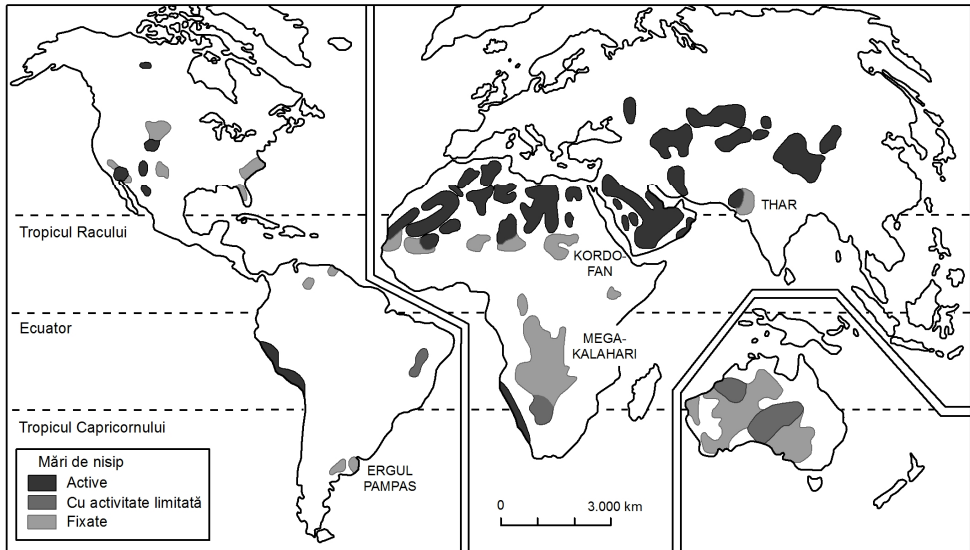 THAR
Tropicul Racului
KORDO-
FAN
Ecuator
MEGA-
KALAHARI
Tropicul Capricornului
Mări de nisip
Active
Cu activitate limitată
Fixate
ERGUL
PAMPAS
0
3.000 km